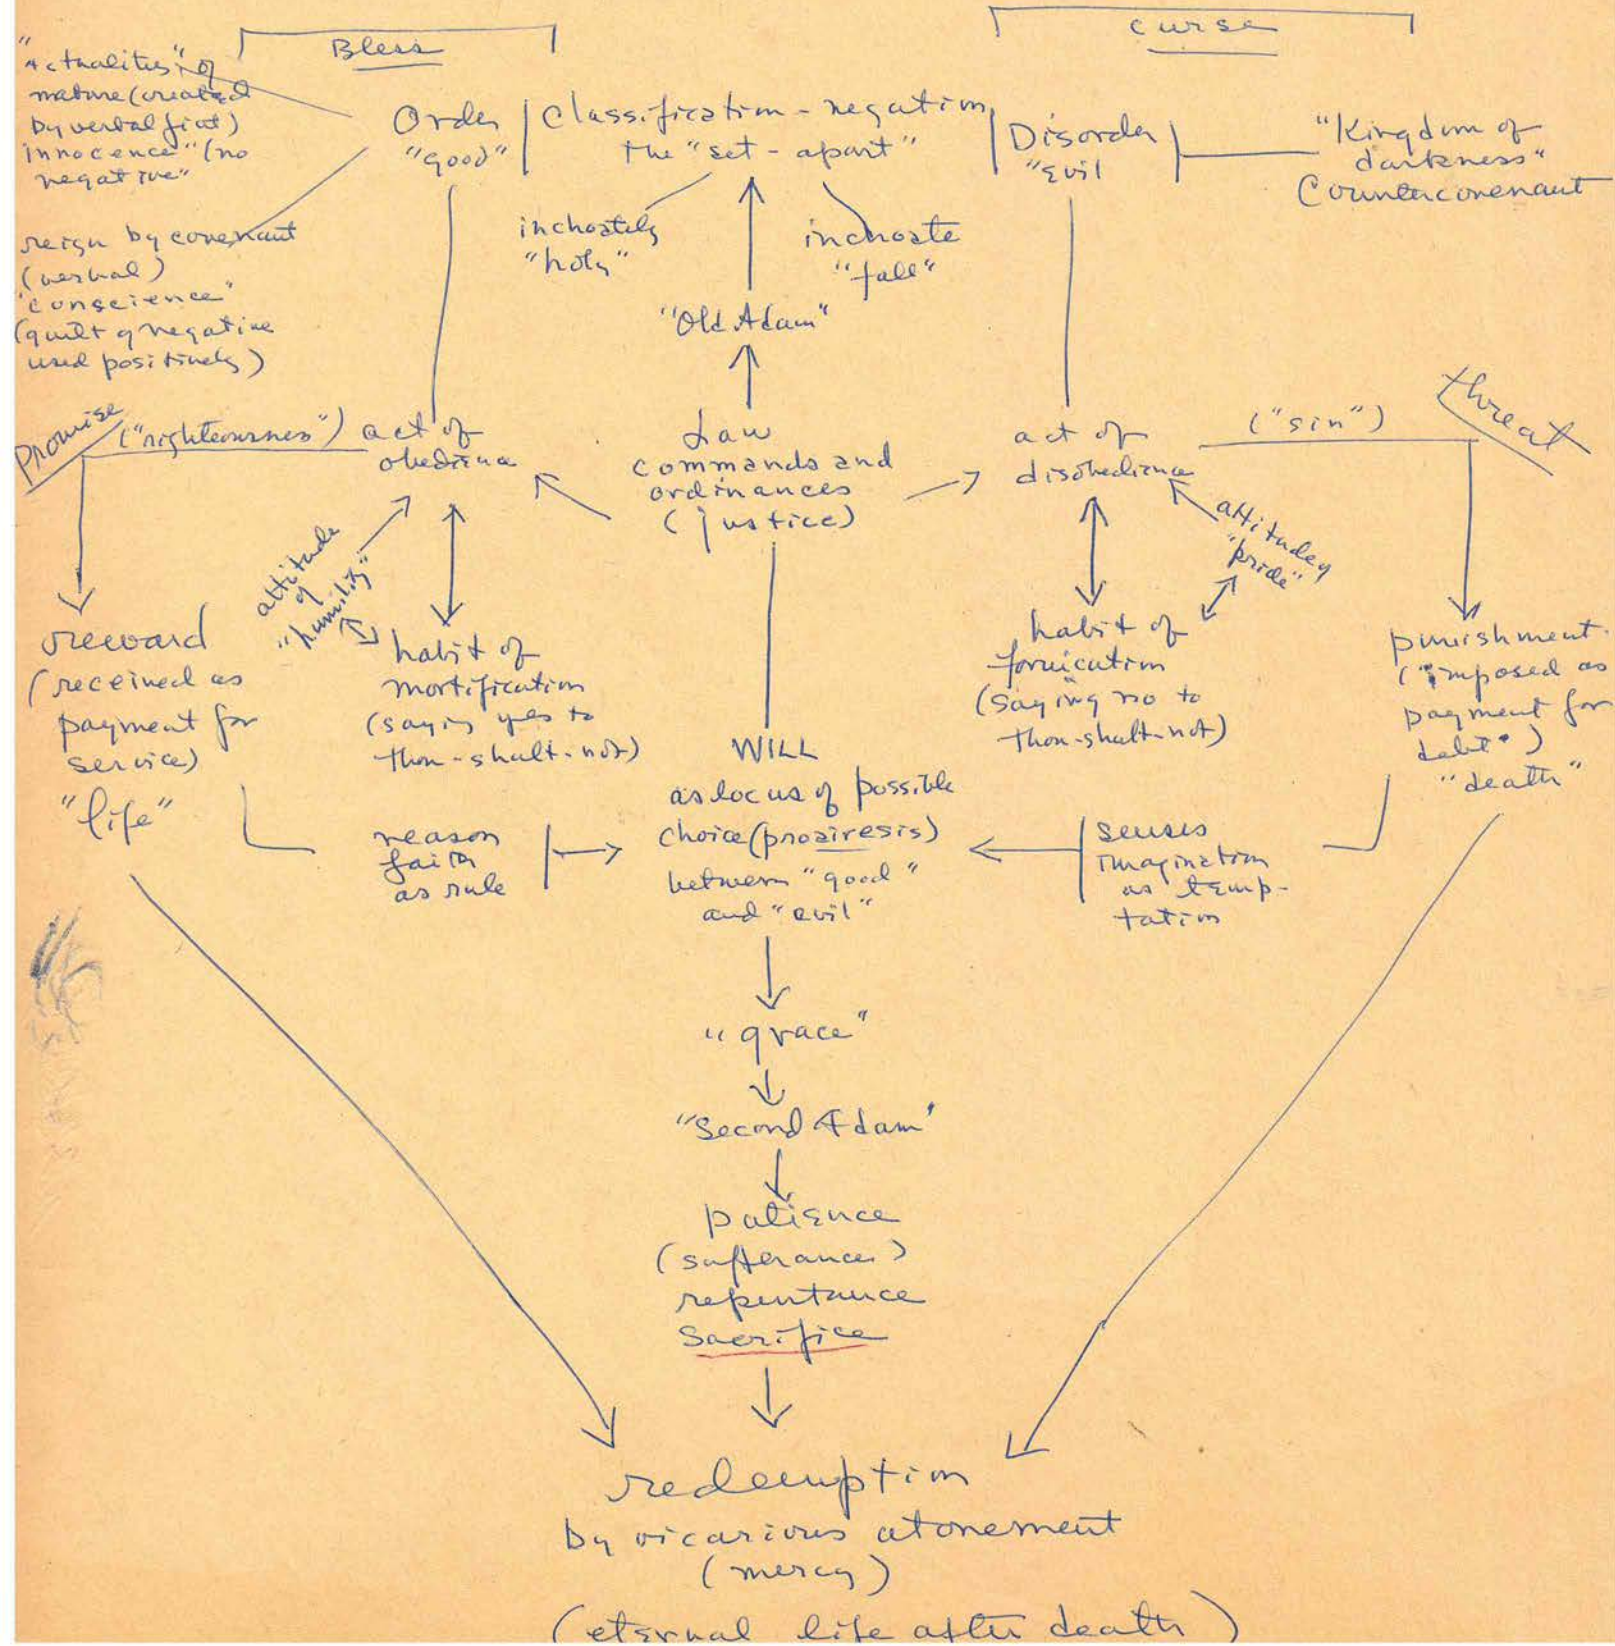 Bless
curse
"Actualities" of
nature (created
by verbal fiat)
innocence" (no
negative"
Order
"good"
Classification - negation
the "set - apart"
Disorder
"Evil
"Kingdom of
darkness"
Countercovenant
reign by covenant
(verbal)
"conscience"
(guilt of negative
used positively)
inchoately
"holy"
inchoate
"fall"
"Old Adam"
Promise
("righteousness")
act of
obedience
Law
commands and
ordinances
(justice)
act of
disobedience
("sin")
threat
attitude
of
"humility"
attitude of
"pride"
reward
(received as
payment for
service)
"life"
habit of
mortification
(saying yes to
thou-shalt-not)
habit of
fornication
(saying no to
thou-shalt-not)
punishment
(imposed as
payment for
debt)
"death"
WILL
as locus of possible
choice (proairesis)
between "good"
and "evil"
reason
faith
as rule
senses
imagination
as temp-
tation
"grace"
"Second Adam'
patience
(sufferance)
repentance
Sacrifice
redemption
by vicarious atonement
(mercy)
(eternal life after death)